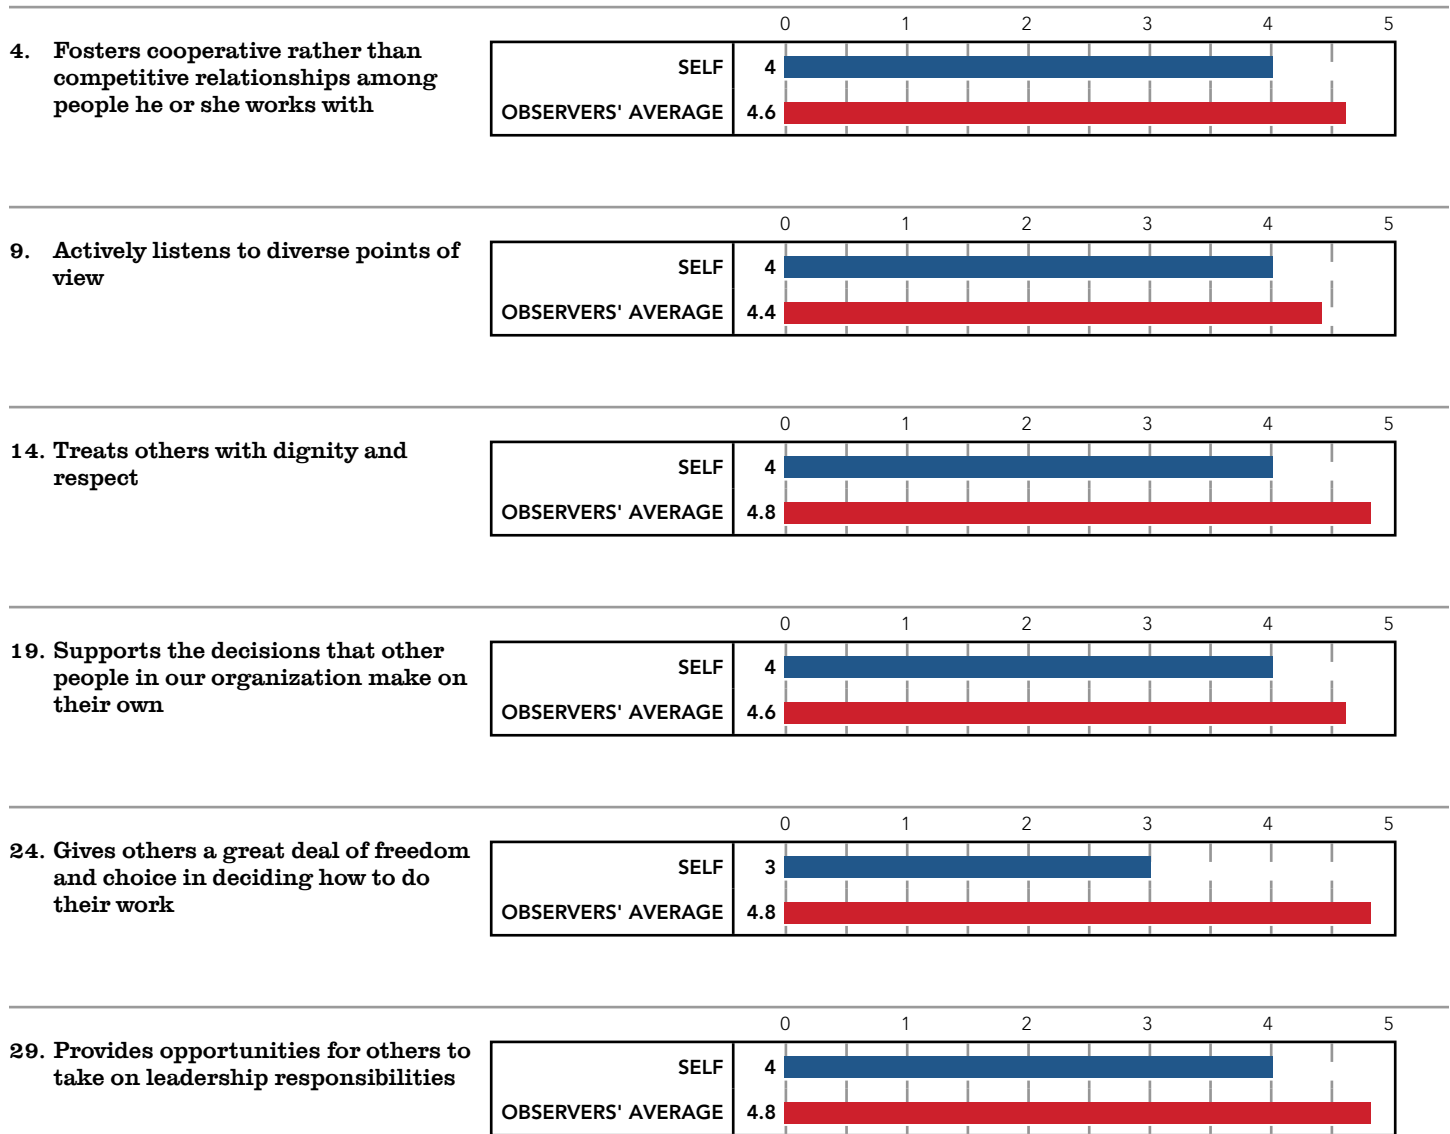 0 1 2 3 4 5
4. Fosters cooperative rather than
competitive relationships among
people he or she works with
SELF 4
OBSERVERS' AVERAGE 4.6
0 1 2 3 4 5
9. Actively listens to diverse points of
view
SELF 4
OBSERVERS' AVERAGE 4.4
0 1 2 3 4 5
14. Treats others with dignity and
respect
SELF 4
OBSERVERS' AVERAGE 4.8
0 1 2 3 4 5
19. Supports the decisions that other
people in our organization make on
their own
SELF 4
OBSERVERS' AVERAGE 4.6
0 1 2 3 4 5
24. Gives others a great deal of freedom
and choice in deciding how to do
their work
SELF 3
OBSERVERS' AVERAGE 4.8
0 1 2 3 4 5
29. Provides opportunities for others to
take on leadership responsibilities
SELF 4
OBSERVERS' AVERAGE 4.8